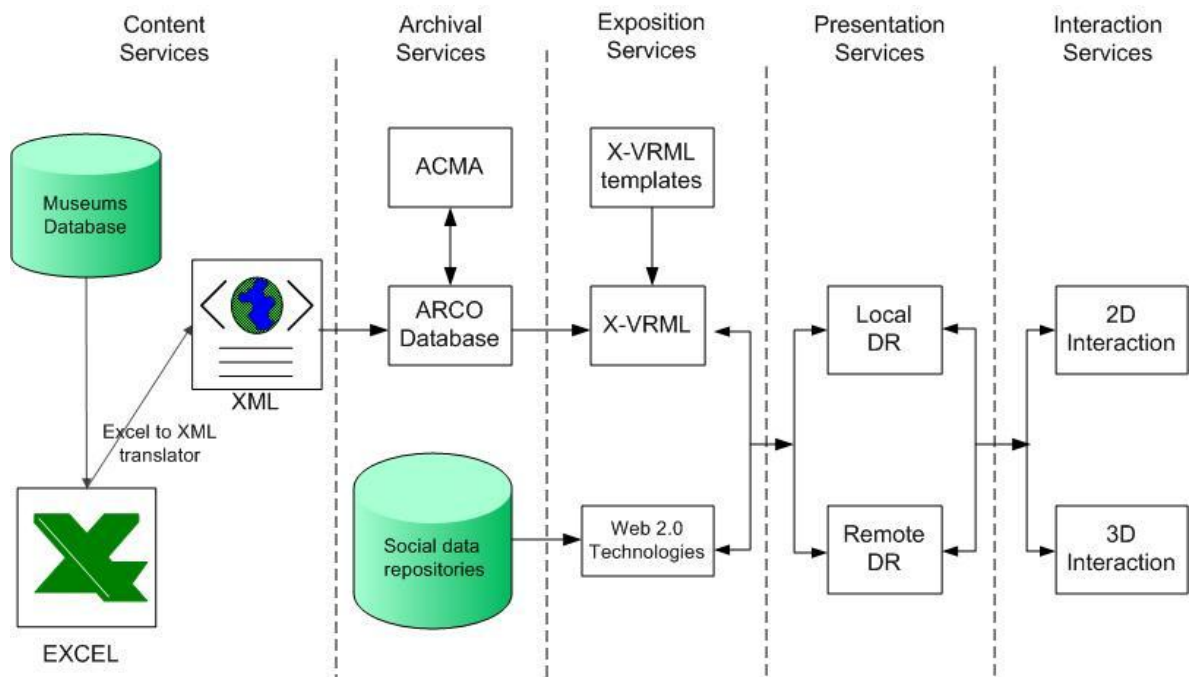 Content
Services
Archival
Services
Exposition
Services
Presentation
Services
Interaction
Services
Museums
Database
XML
Excel to XML
translator
EXCEL
ACMA
ARCO
Database
Social data
repositories
X-VRML
templates
X-VRML
Web 2.0
Technologies
Local
DR
Remote
DR
2D
Interaction
3D
Interaction